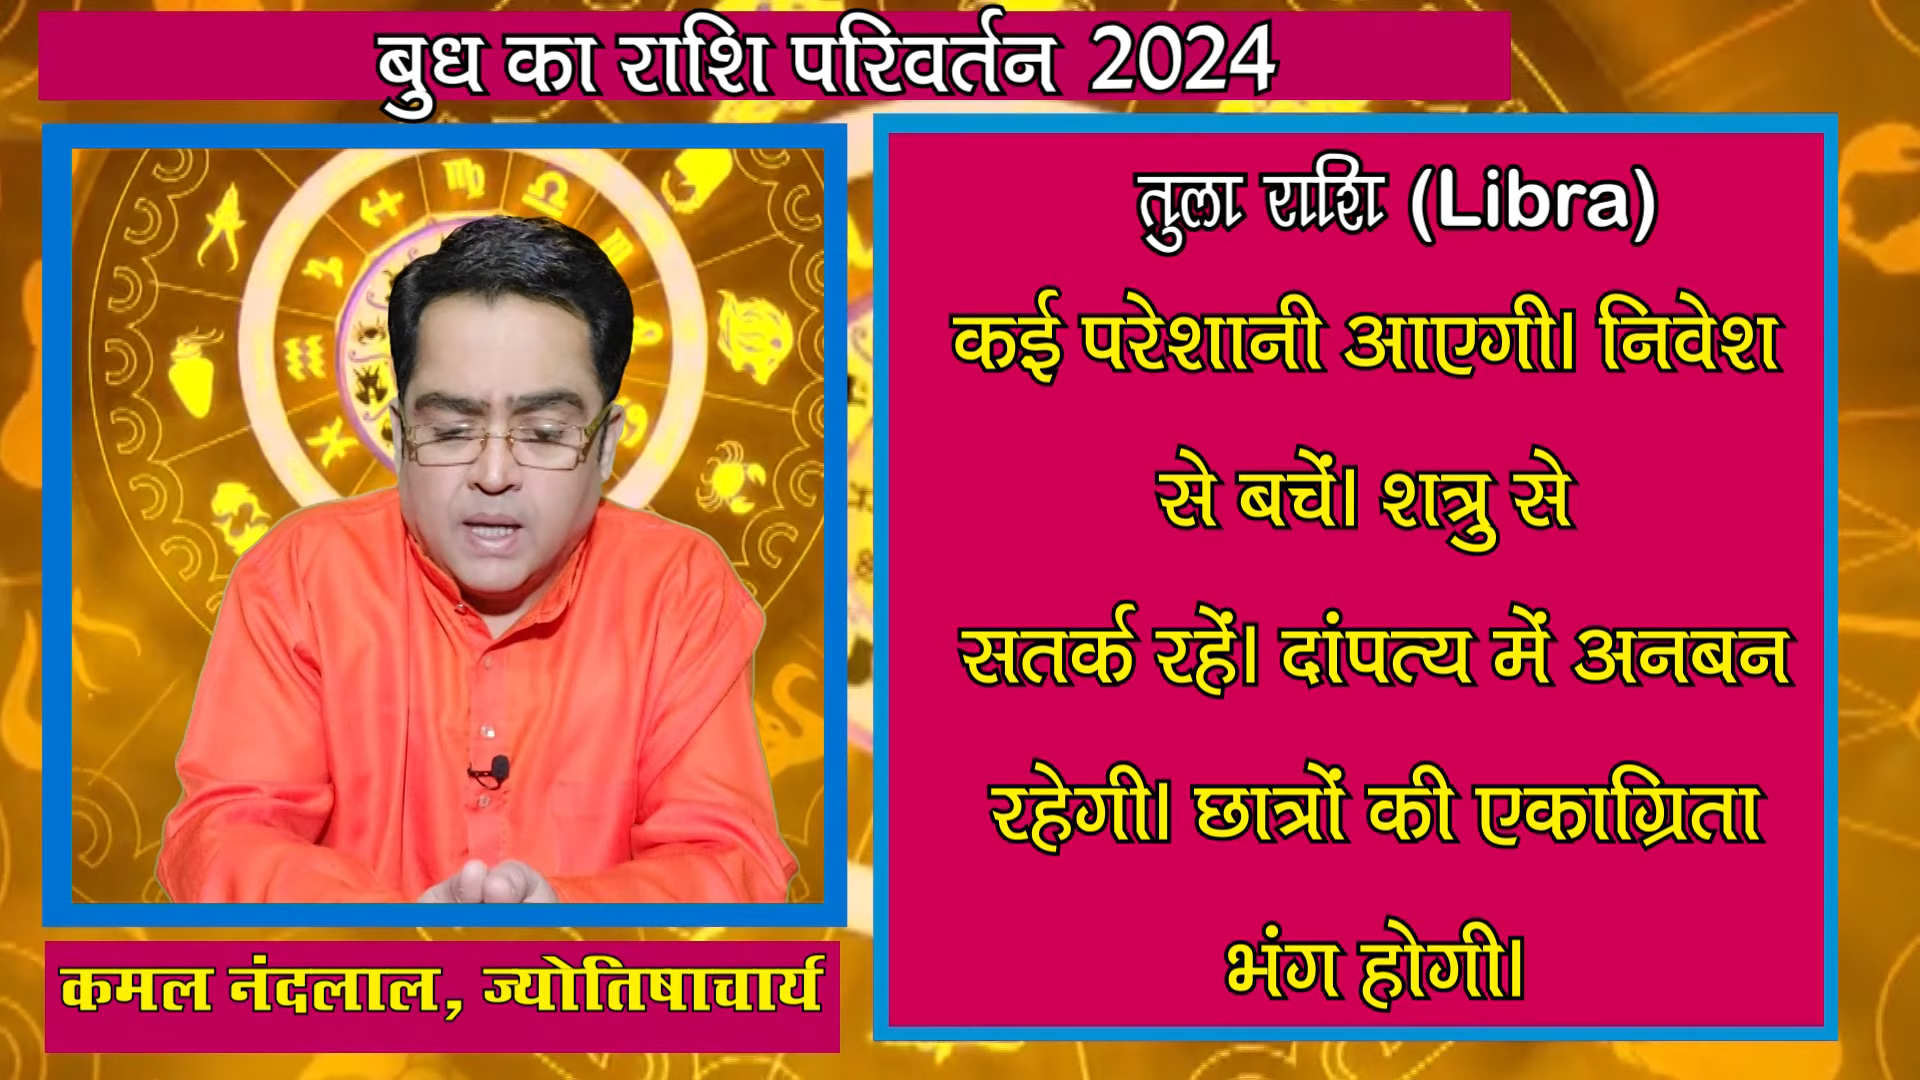 बुध का राशि परिवर्तन 2024
तुला राशि (Libra)
कई परेशानी आएगी। निवेश
से बचें। शत्रु से
सतर्क रहें। दांपत्य में अनबन
रहेगी। छात्रों की एकाग्रिता
भंग होगी।
कमल नंदलाल, ज्योतिषाचार्य